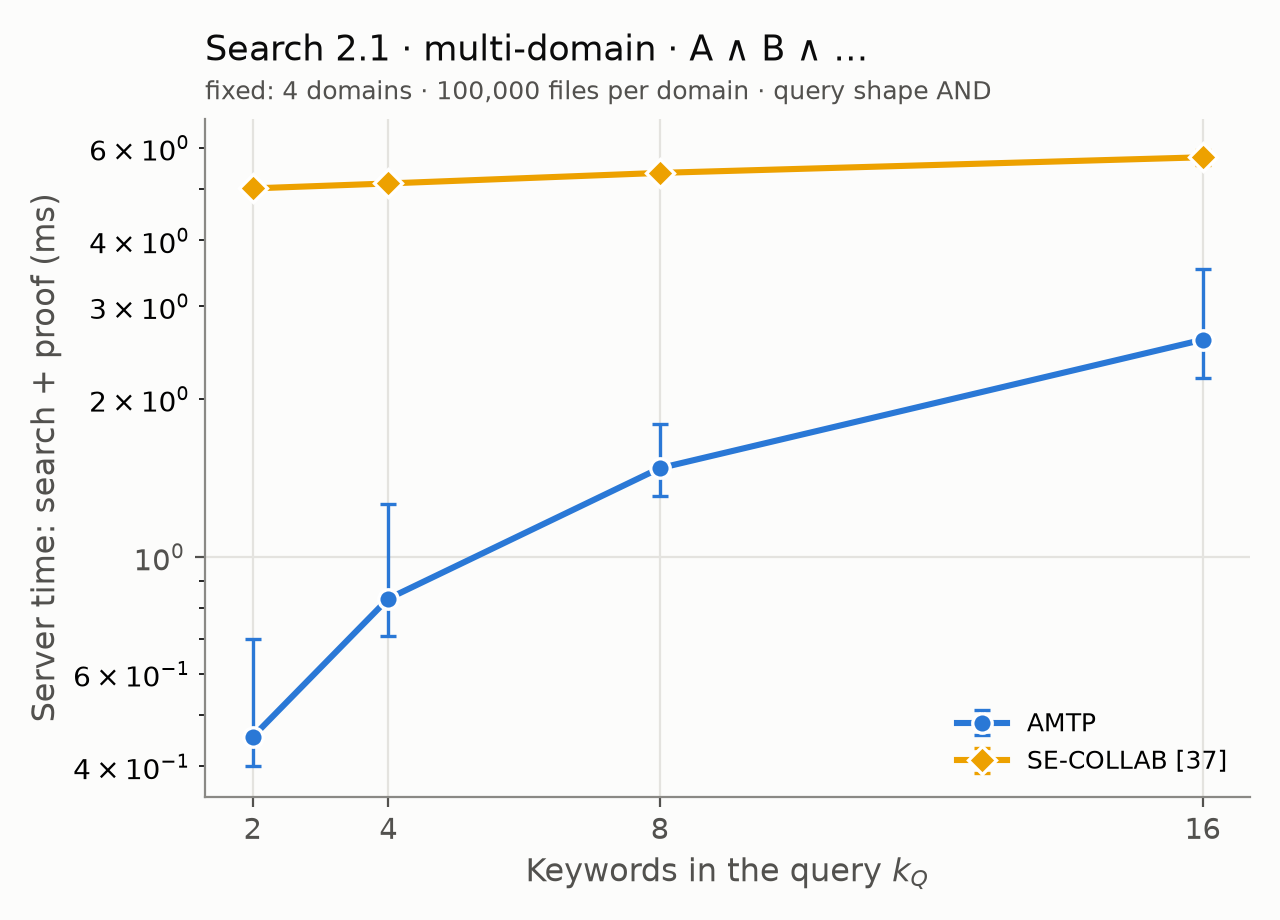 Search 2.1 · multi-domain · A ∧ B ∧ …
fixed: 4 domains · 100,000 files per domain · query shape AND
Server time: search + proof (ms)
6 × 10⁰
4 × 10⁰
3 × 10⁰
2 × 10⁰
10⁰
6 × 10⁻¹
4 × 10⁻¹
AMTP
SE-COLLAB [37]
2 4 8 16
Keywords in the query k_Q